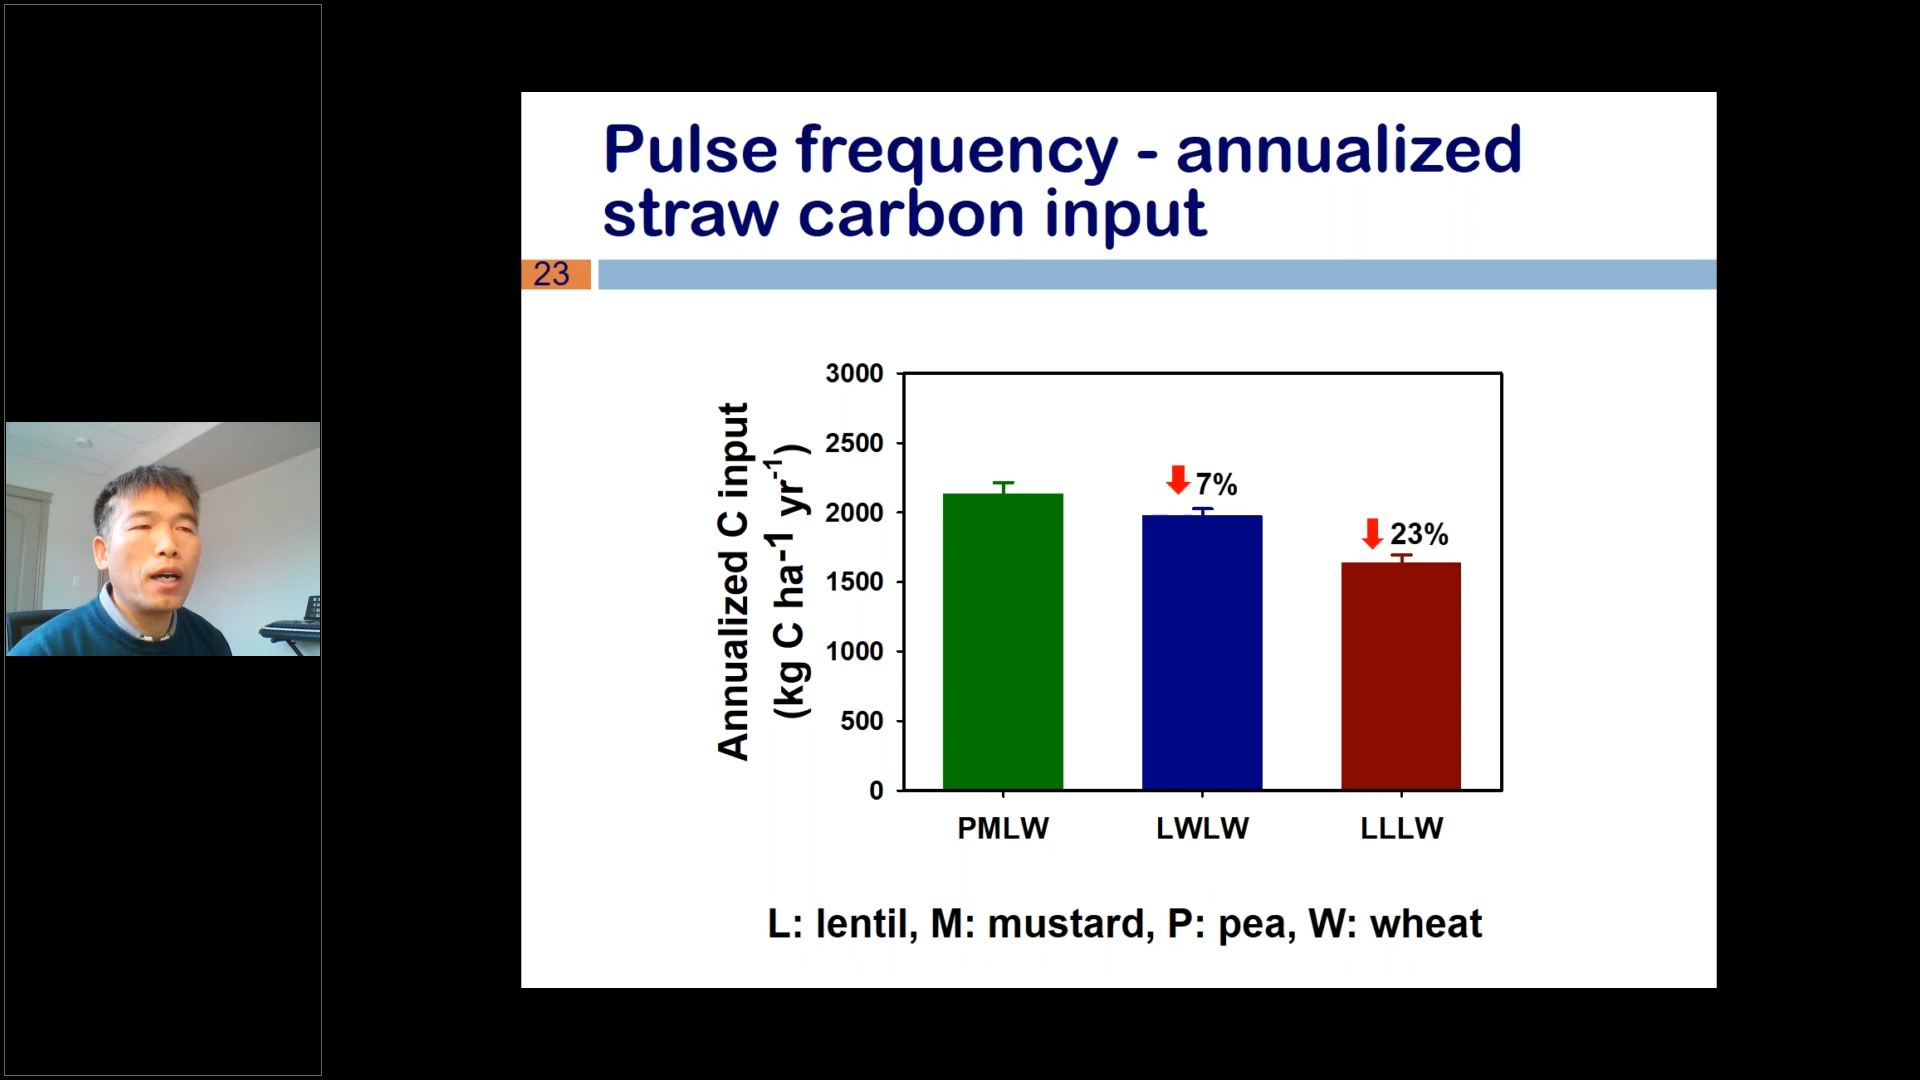 Pulse frequency - annualized
straw carbon input
23
Annualized C input
(kg C ha-1 yr-1)
3000
2500
2000
1500
1000
500
0
7%
23%
PMLW
LWLW
LLLW
L: lentil, M: mustard, P: pea, W: wheat